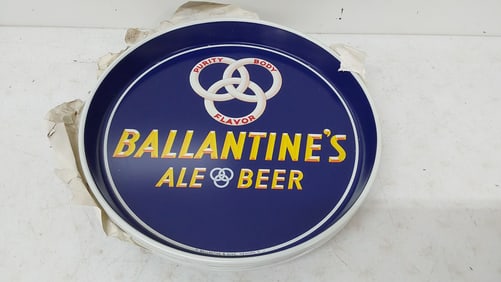 PURITY BODY
FLAVOR
BALLANTINE'S
ALE BEER